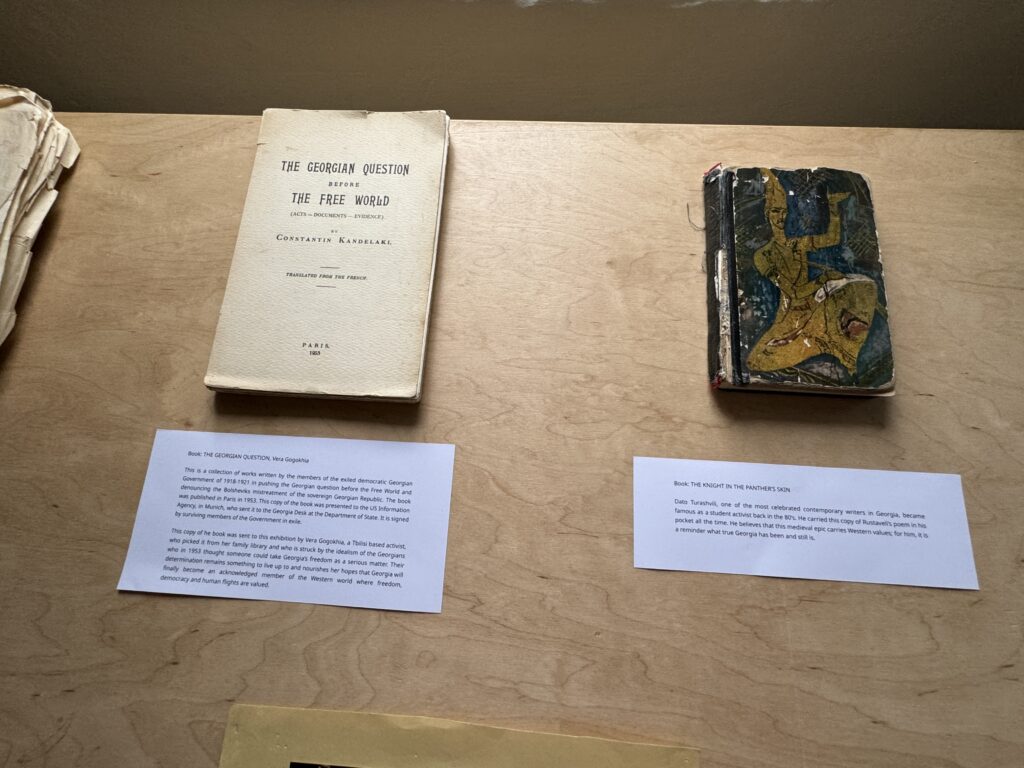 THE GEORGIAN QUESTION
BEFORE
THE FREE WORLD
(ACTS – DOCUMENTS – EVIDENCE)
BY
CONSTANTIN KANDELAKI.
TRANSLATED FROM THE FRENCH.
PARIS
1953
Book: THE GEORGIAN QUESTION, Vera Gogokhia
This is a collection of works written by the members of the exiled democratic Georgian
Government of 1918-1921 in pushing the Georgian question before the Free World and
denouncing the Bolsheviks mistreatment of the sovereign Georgian Republic. The book
was published in Paris in 1953. This copy of the book was presented to the US Information
Agency, in Munich, who sent it to the Georgia Desk at the Department of State. It is signed
by surviving members of the Government in exile.
This copy of he book was sent to this exhibition by Vera Gogokhia, a Tbilisi based activist,
who picked it from her family library and who is struck by the idealism of the Georgians
who in 1953 thought someone could take Georgia's freedom as a serious matter. Their
determination remains something to live up to and nourishes her hopes that Georgia will
finally become an acknowledged member of the Western world where freedom,
democracy and human flights are valued.
Book: THE KNIGHT IN THE PANTHER'S SKIN
Dato Turashvili, one of the most celebrated contemporary writers in Georgia, became
famous as a student activist back in the 80's. He carried this copy of Rustaveli's poem in his
pocket all the time. He believes that this medieval epic carries Western values; for him, it is
a reminder what true Georgia has been and still is.